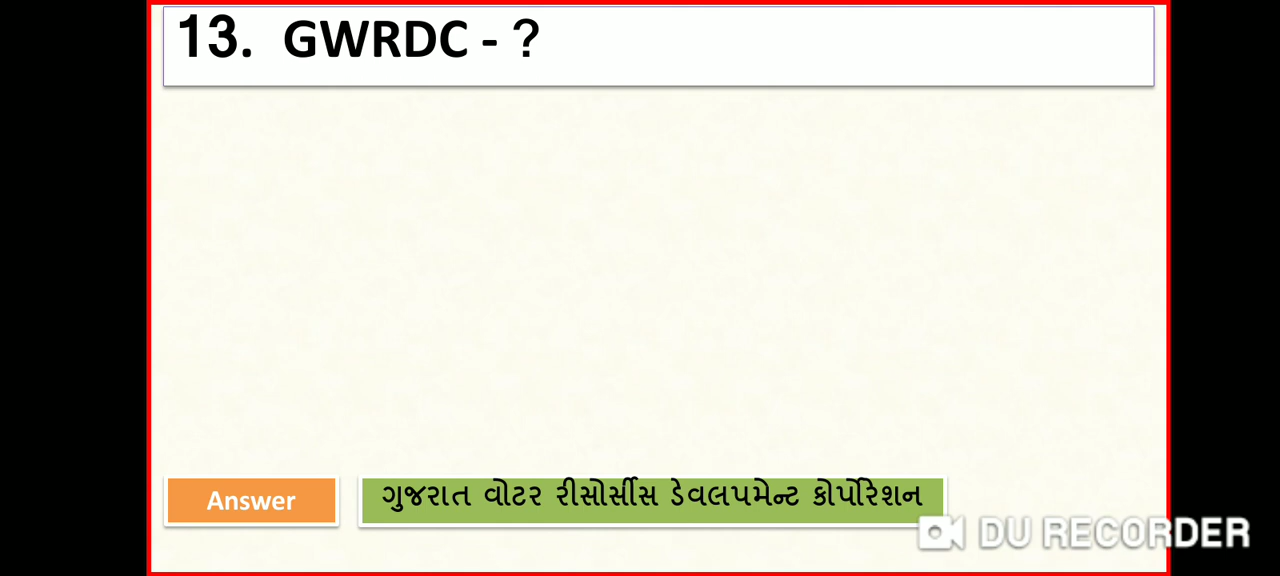 13. GWRDC - ?
Answer
ગુજરાત વોટર રીસોર્સીસ ડેવલપમેન્ટ કોર્પોરેશન
DU RECORDER